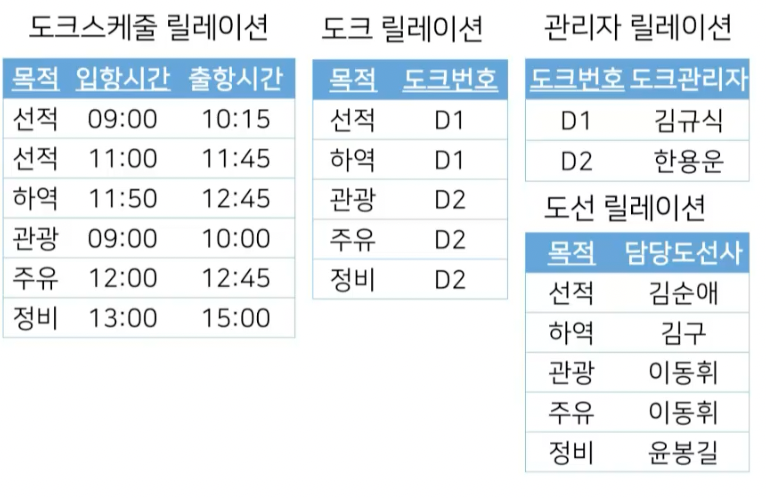 도크스케줄 릴레이션
목적 입항시간 출항시간
선적 09:00 10:15
선적 11:00 11:45
하역 11:50 12:45
관광 09:00 10:00
주유 12:00 12:45
정비 13:00 15:00
도크 릴레이션
목적 도크번호
선적 D1
하역 D1
관광 D2
주유 D2
정비 D2
관리자 릴레이션
도크번호 도크관리자
D1 김규식
D2 한용운
도선 릴레이션
목적 담당도선사
선적 김순애
하역 김구
관광 이동휘
주유 이동휘
정비 윤봉길